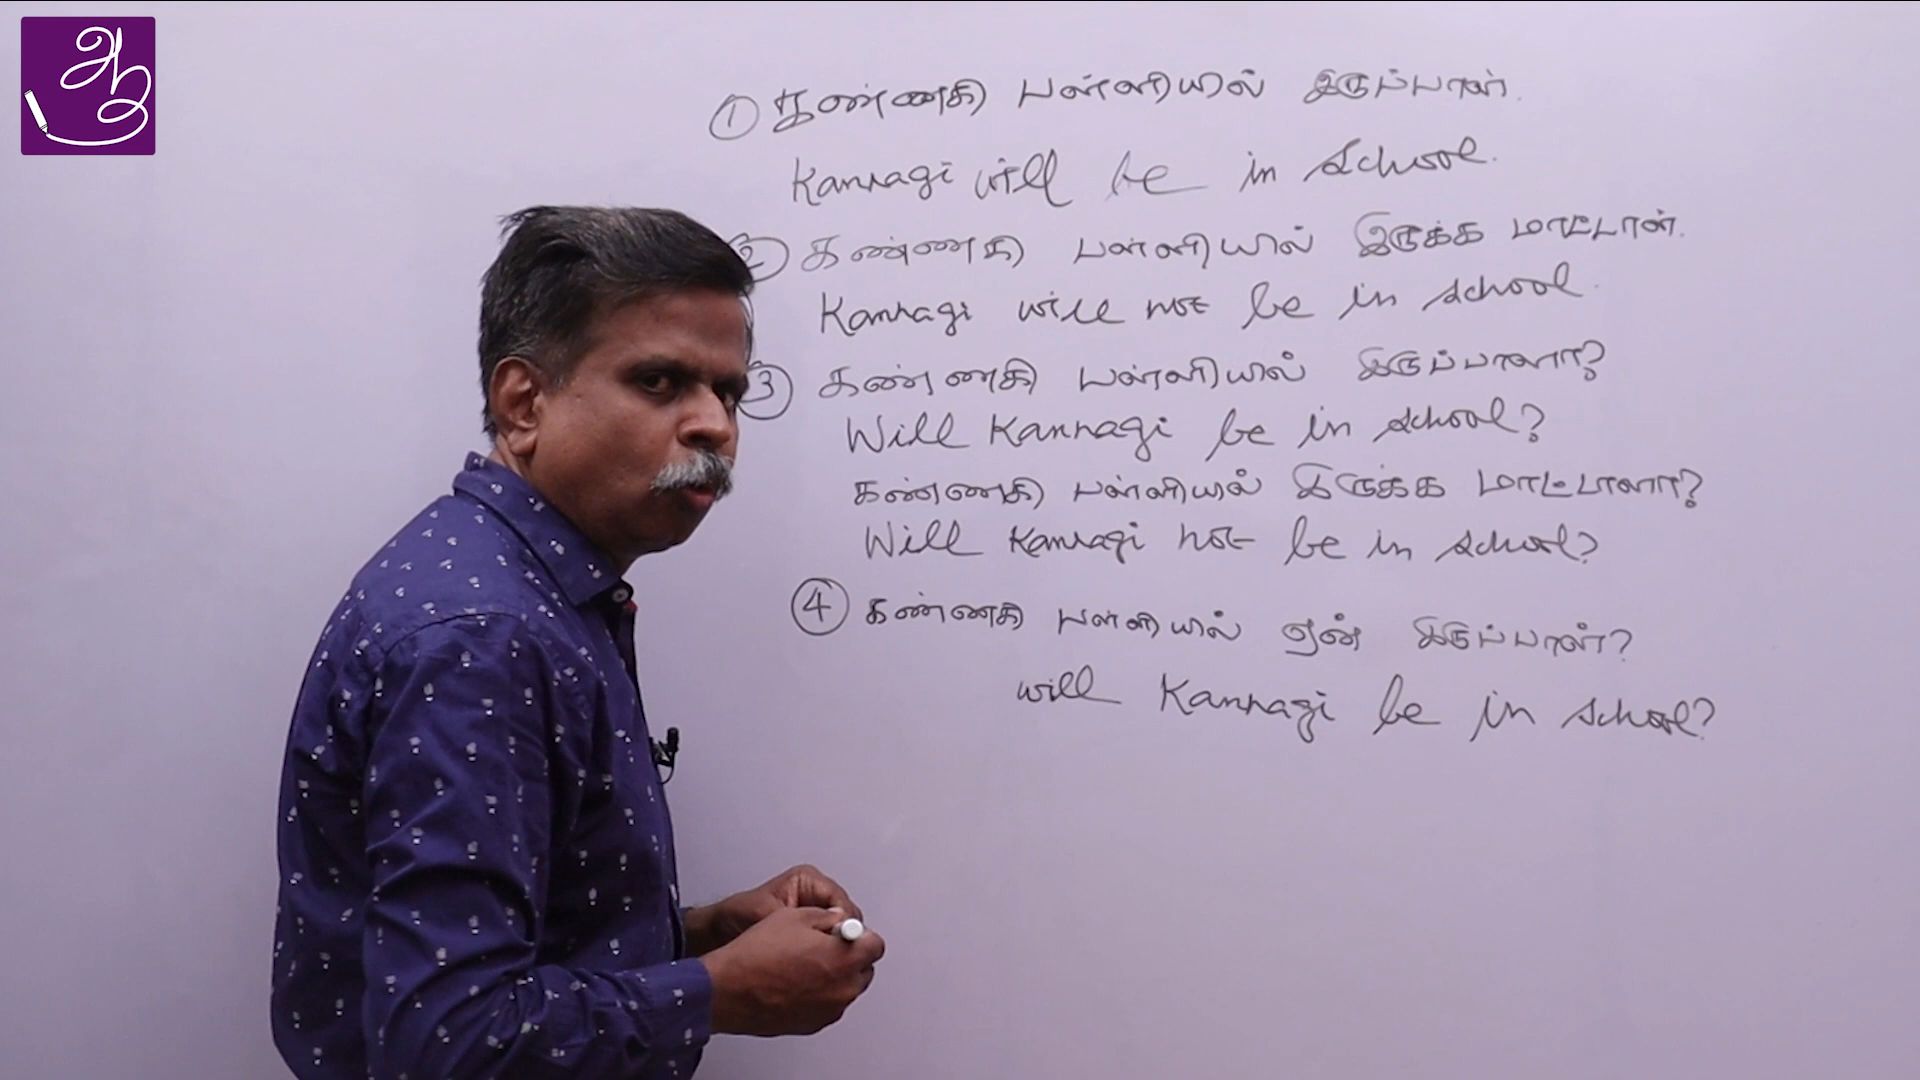 ① கண்ணகி பள்ளியில் இருப்பாள்.
Kannagi will be in school.
② கண்ணகி பள்ளியில் இருக்க மாட்டாள்.
Kannagi will not be in school.
③ கண்ணகி பள்ளியில் இருப்பாளா?
Will Kannagi be in school?
கண்ணகி பள்ளியில் இருக்க மாட்டாளா?
Will Kannagi not be in school?
④ கண்ணகி பள்ளியில் ஏன் இருப்பாள்?
will Kannagi be in school?